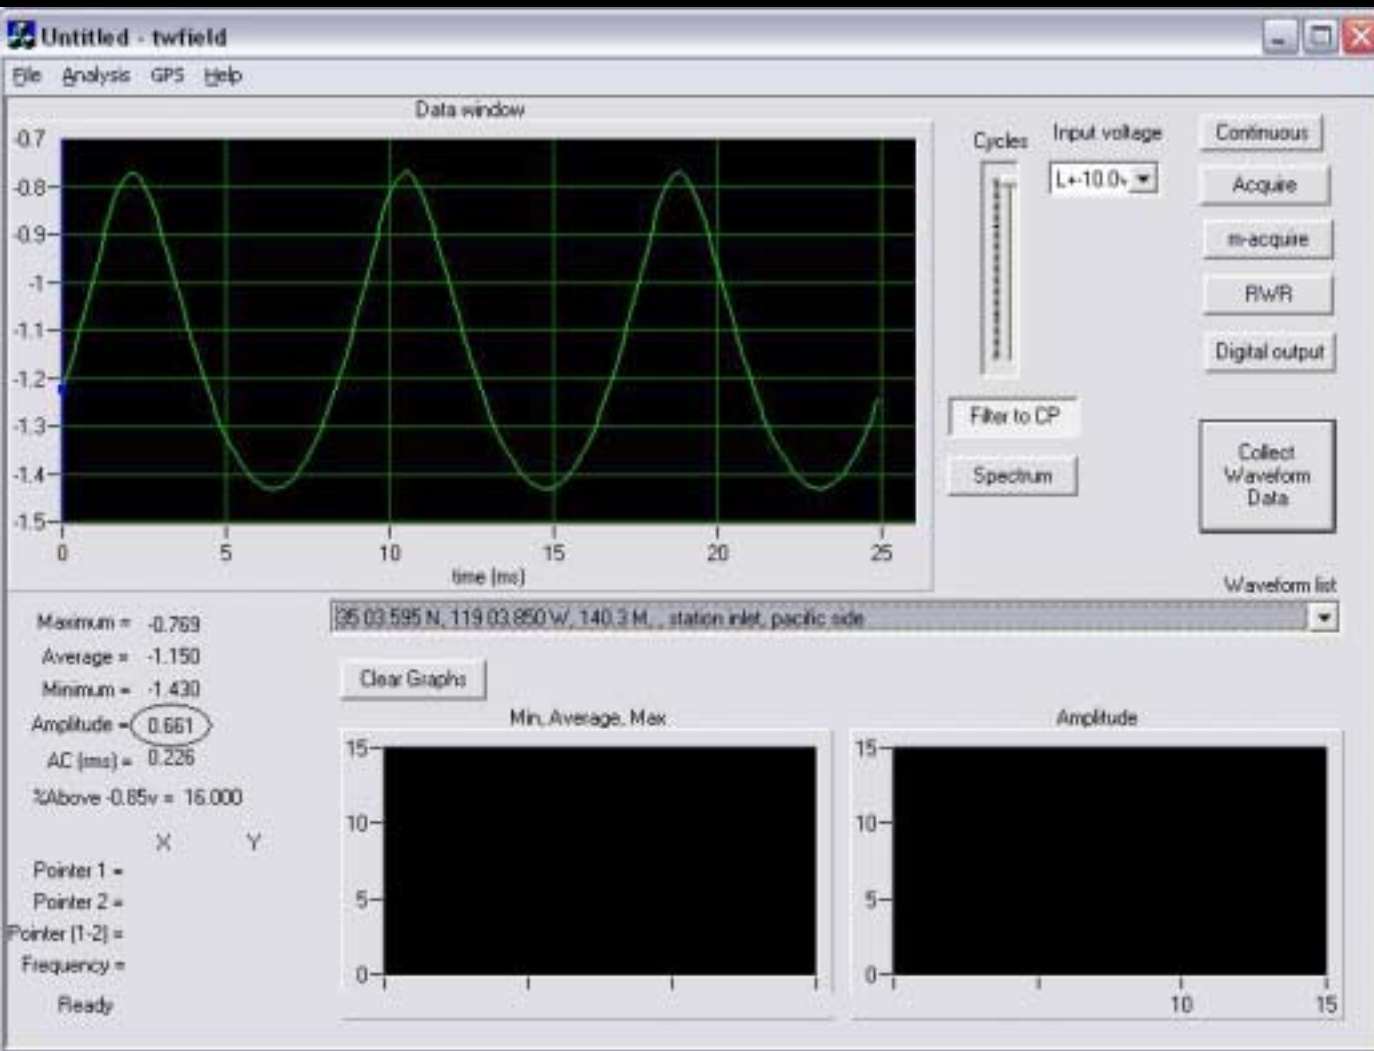 Untitled - twfield
File Analysis GPS Help
Data window
-0.7
-0.8
-0.9
-1
-1.1
-1.2
-1.3
-1.4
-1.5
0 5 10 15 20 25
time (ms)
Cycles
Input voltage
L+-10.0v
Continuous
Acquire
m-acquire
RWR
Digital output
Filter to CP
Spectrum
Collect
Waveform
Data
Waveform list
35 03.595 N, 119 03.850 W, 140.3 M, , station inlet, pacific side
Maximum = -0.769
Average = -1.150
Minimum = -1.430
Amplitude = 0.661
AC (rms) = 0.226
%Above -0.85v = 16.000
X Y
Pointer 1 =
Pointer 2 =
Pointer (1-2) =
Frequency =
Ready
Clear Graphs
Min, Average, Max
15
10
5
0
Amplitude
15
10
5
0
10 15